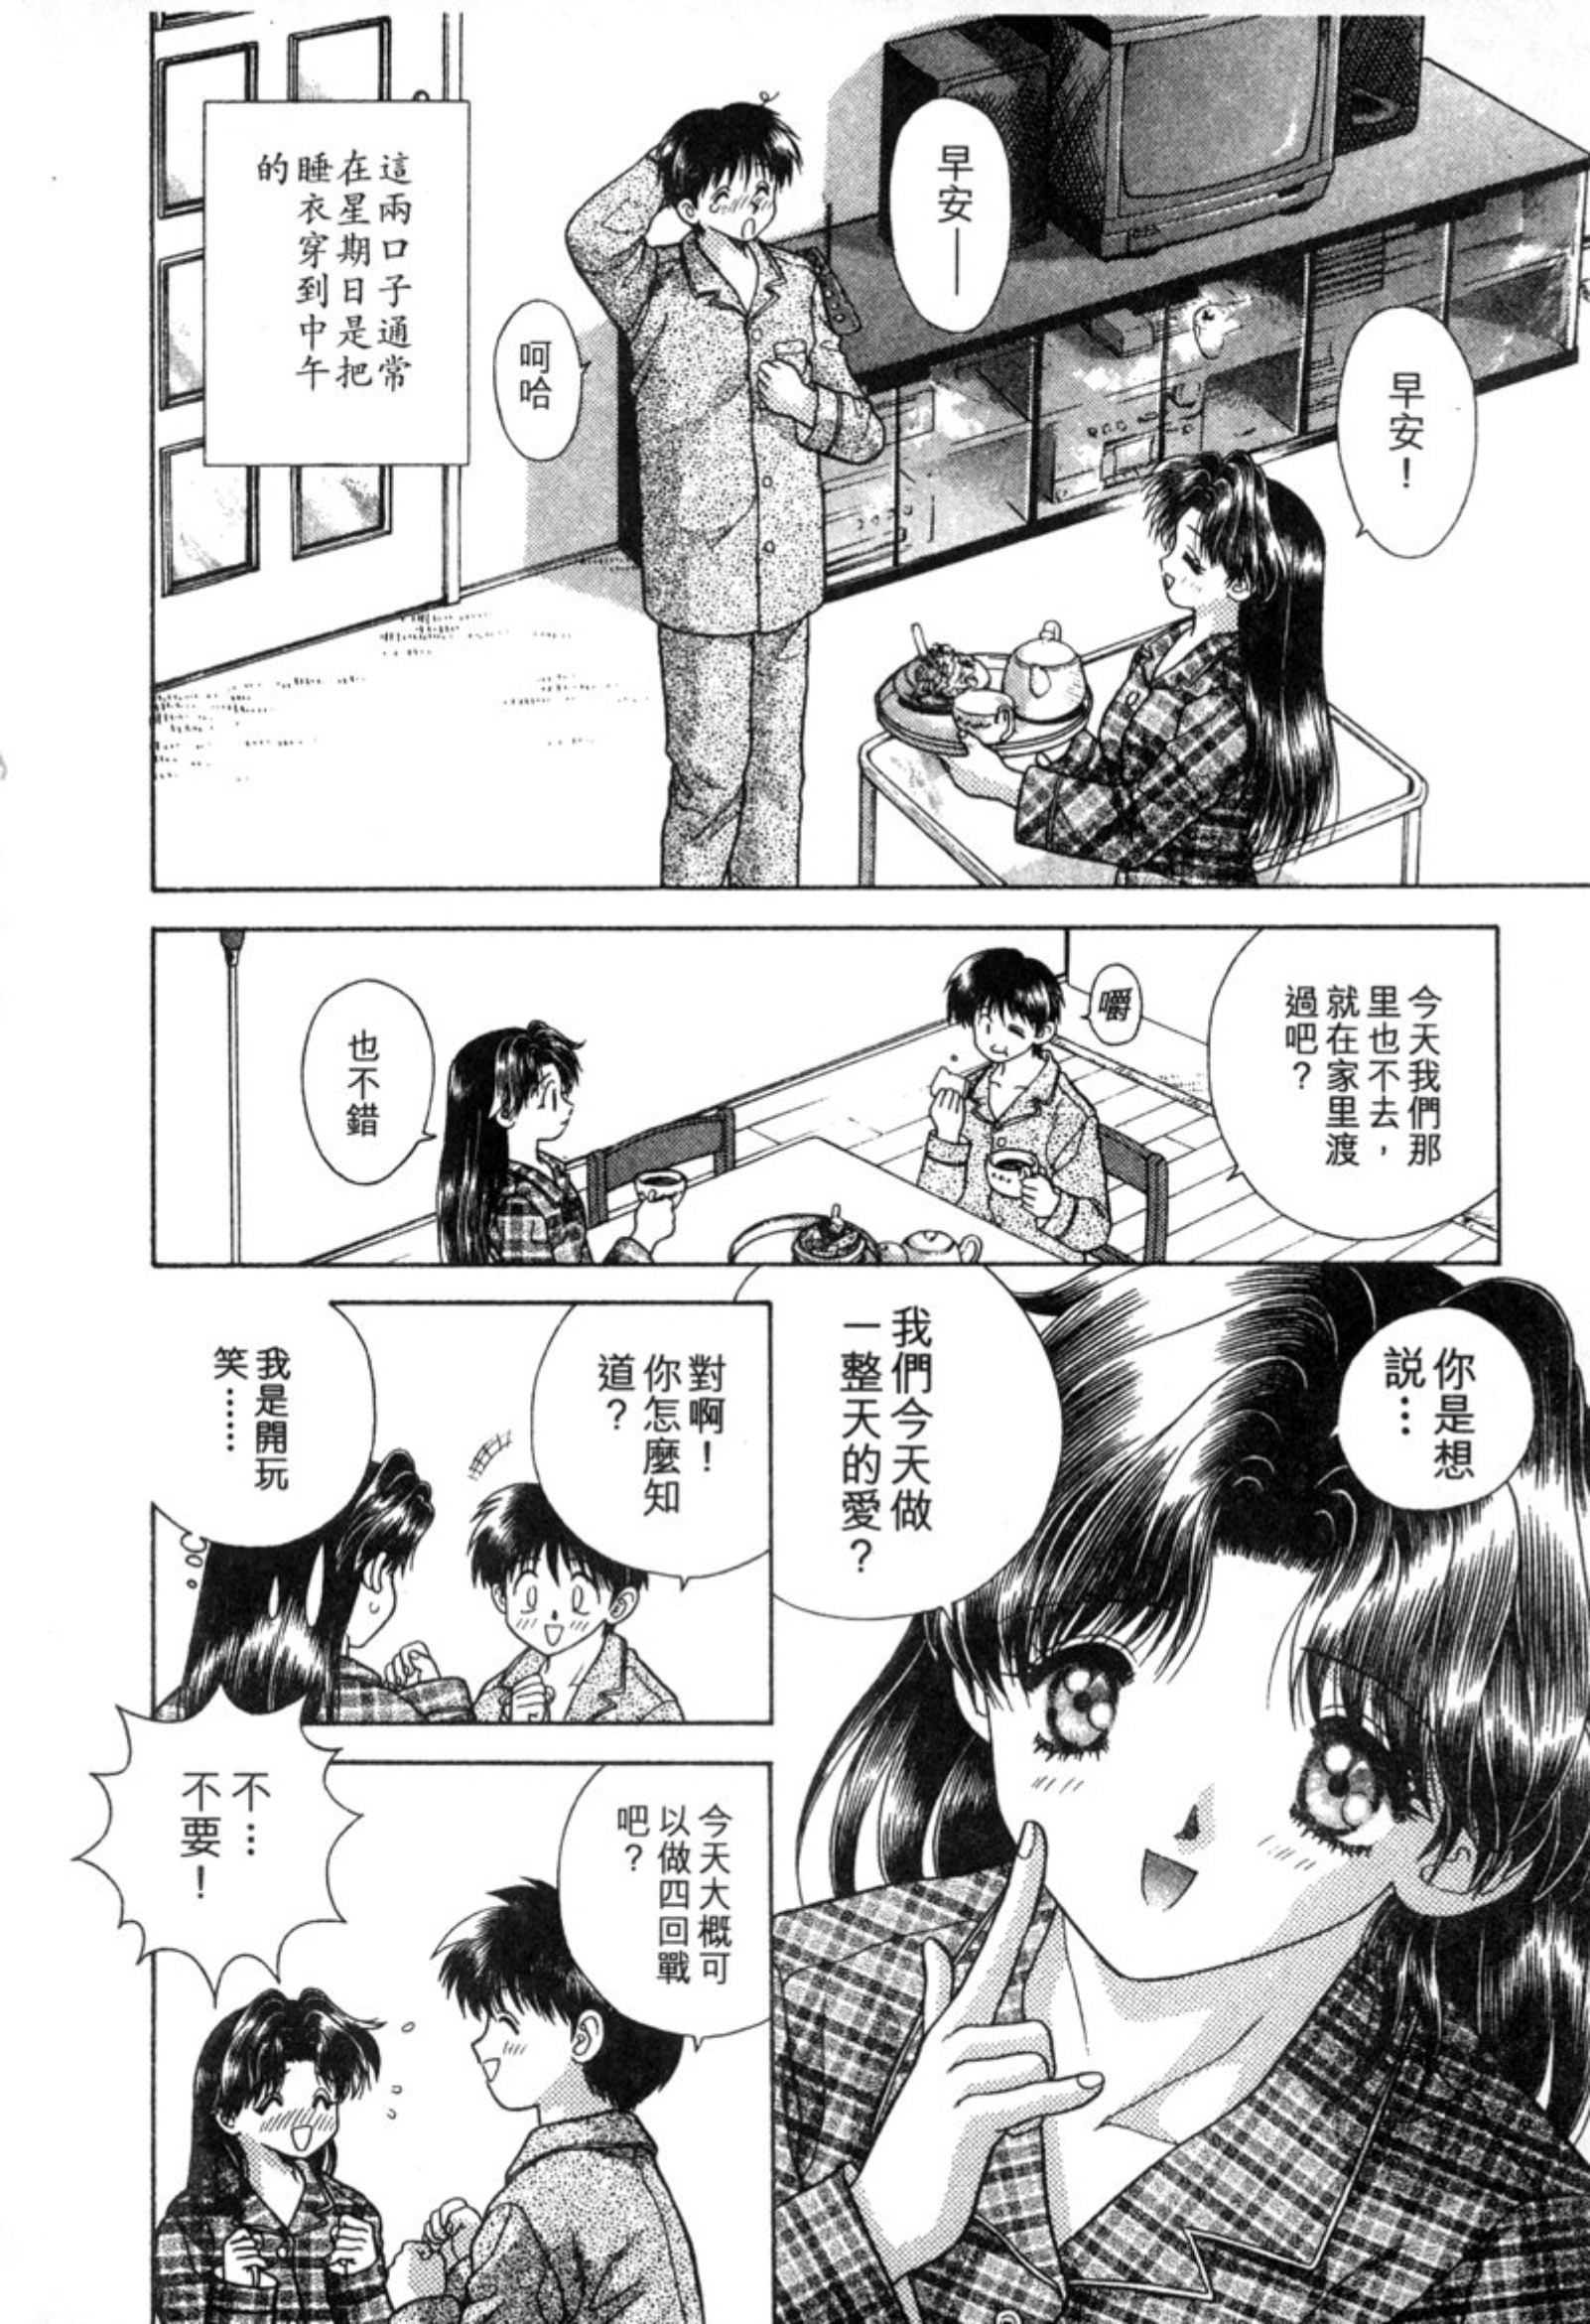 早安！
早安——
呵哈
這兩口子通常
在星期日是把
睡衣穿到中午
的
今天我們那
里也不去，
就在家里渡
過吧？
嚼
也不錯
你是想
説…
我們今天做
一整天的愛？
對啊！
你怎麼知
道？
我是開玩
笑……
今天大概可
以做四回戰
吧？
不…
不要！